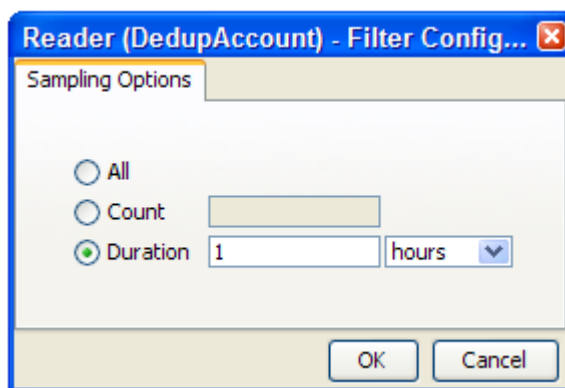 Reader (DedupAccount) - Filter Config...
Sampling Options
All
Count
Duration 1 hours
OK Cancel